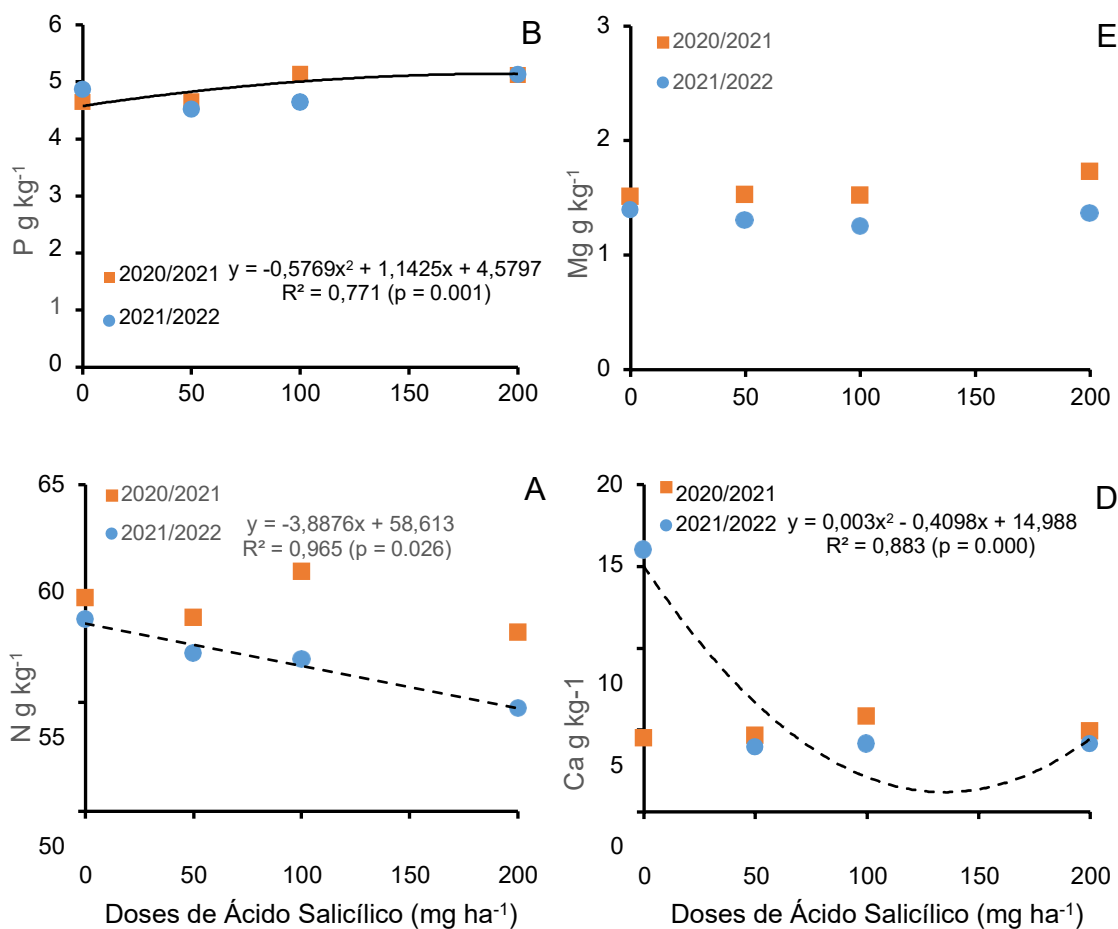 B
6
5
4
3
2
1
0
P g kg⁻¹
2020/2021 y = -0,5769x² + 1,1425x + 4,5797
R² = 0,771 (p = 0.001)
2021/2022
0 50 100 150 200
E
3
2
1
0
Mg g kg⁻¹
2020/2021
2021/2022
0 50 100 150 200
A
65
60
55
50
N g kg⁻¹
2020/2021
2021/2022
y = -3,8876x + 58,613
R² = 0,965 (p = 0.026)
0 50 100 150 200
Doses de Ácido Salicílico (mg ha⁻¹)
D
20
15
10
5
0
Ca g kg-1
2020/2021
2021/2022 y = 0,003x² - 0,4098x + 14,988
R² = 0,883 (p = 0.000)
0 50 100 150 200
Doses de Ácido Salicílico (mg ha⁻¹)